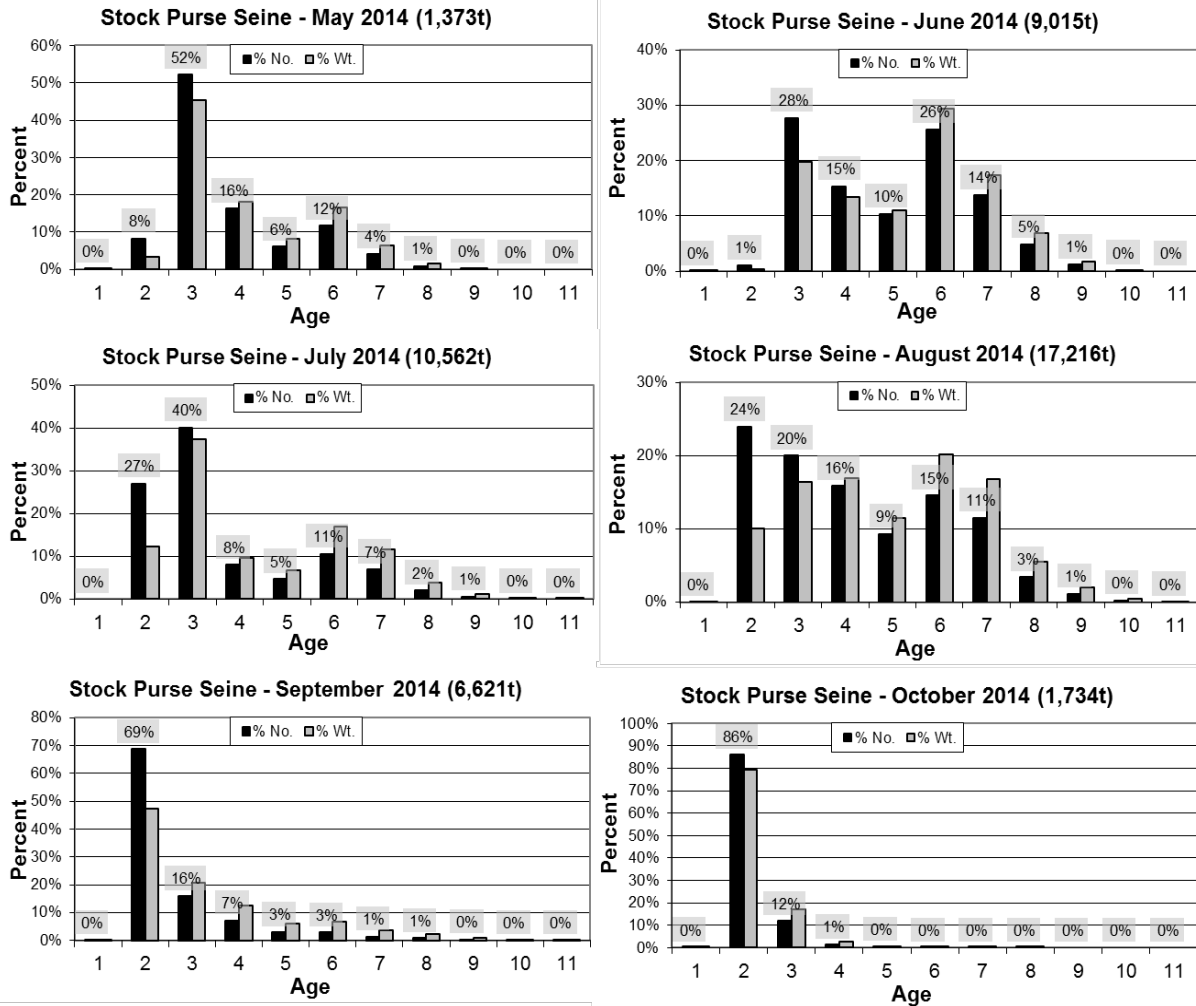 Stock Purse Seine - May 2014 (1,373t)
% No. % Wt.
Percent
60%
50%
40%
30%
20%
10%
0%
0% 8% 52% 16% 6% 12% 4% 1% 0% 0% 0%
1 2 3 4 5 6 7 8 9 10 11
Age
Stock Purse Seine - June 2014 (9,015t)
% No. % Wt.
Percent
40%
30%
20%
10%
0%
0% 1% 28% 15% 10% 26% 14% 5% 1% 0% 0%
1 2 3 4 5 6 7 8 9 10 11
Age
Stock Purse Seine - July 2014 (10,562t)
% No. % Wt.
Percent
50%
40%
30%
20%
10%
0%
0% 27% 40% 8% 5% 11% 7% 2% 1% 0% 0%
1 2 3 4 5 6 7 8 9 10 11
Age
Stock Purse Seine - August 2014 (17,216t)
% No. % Wt.
Percent
30%
20%
10%
0%
0% 24% 20% 16% 9% 15% 11% 3% 1% 0% 0%
1 2 3 4 5 6 7 8 9 10 11
Age
Stock Purse Seine - September 2014 (6,621t)
% No. % Wt.
Percent
80%
70%
60%
50%
40%
30%
20%
10%
0%
0% 69% 16% 7% 3% 3% 1% 1% 0% 0% 0%
1 2 3 4 5 6 7 8 9 10 11
Age
Stock Purse Seine - October 2014 (1,734t)
% No. % Wt.
Percent
100%
90%
80%
70%
60%
50%
40%
30%
20%
10%
0%
0% 86% 12% 1% 0% 0% 0% 0% 0% 0% 0%
1 2 3 4 5 6 7 8 9 10 11
Age